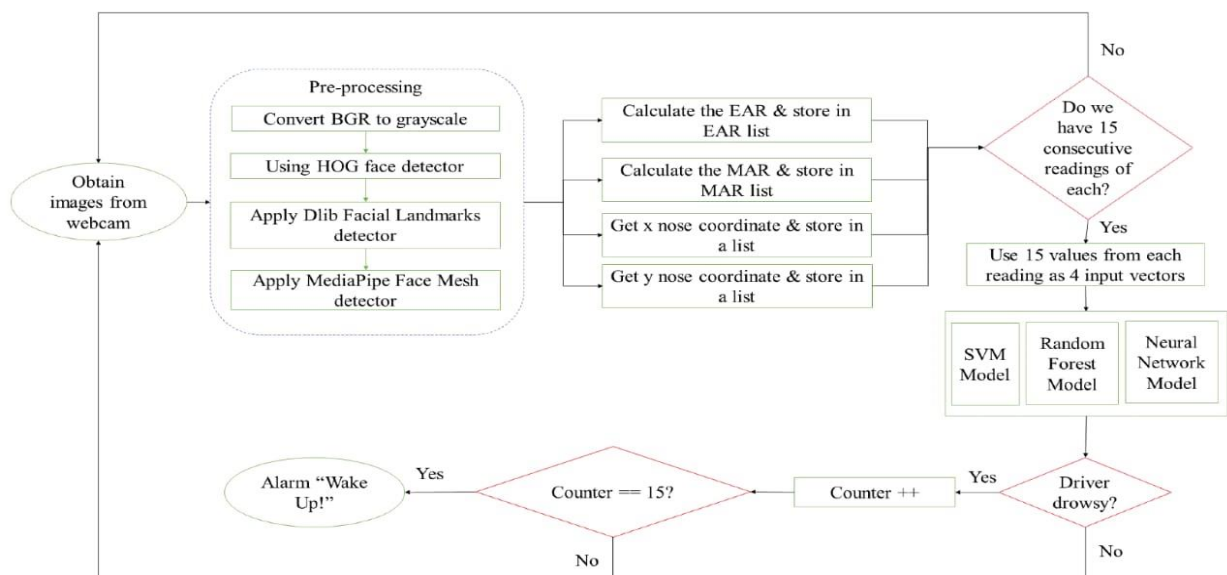 Pre-processing
Convert BGR to grayscale
Using HOG face detector
Apply Dlib Facial Landmarks
detector
Apply MediaPipe Face Mesh
detector
Obtain
images from
webcam
Calculate the EAR & store in
EAR list
Calculate the MAR & store in
MAR list
Get x nose coordinate & store in
a list
Get y nose coordinate & store in
a list
No
Do we
have 15
consecutive
readings of
each?
Yes
Use 15 values from each
reading as 4 input vectors
SVM
Model
Random
Forest
Model
Neural
Network
Model
Driver
drowsy?
Yes
No
Counter ++
Counter == 15?
Yes
No
Alarm “Wake
Up!”